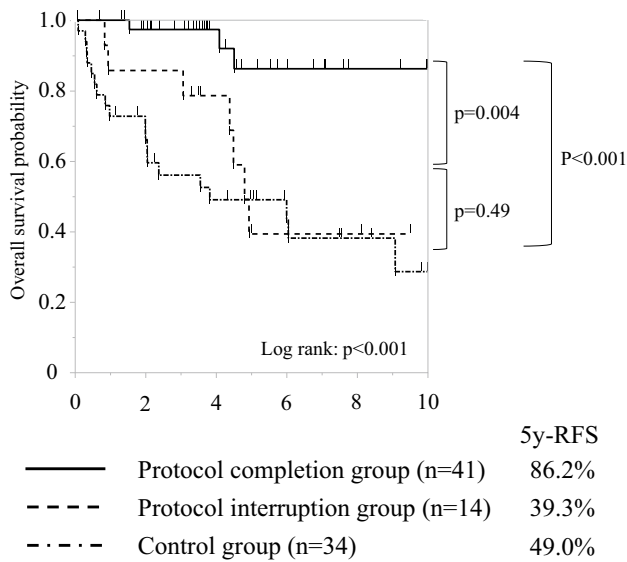 Overall survival probability
1.0
0.8
0.6
0.4
0.2
0
0 2 4 6 8 10
p=0.004
P<0.001
p=0.49
Log rank: p<0.001
5y-RFS
Protocol completion group (n=41) 86.2%
Protocol interruption group (n=14) 39.3%
Control group (n=34) 49.0%